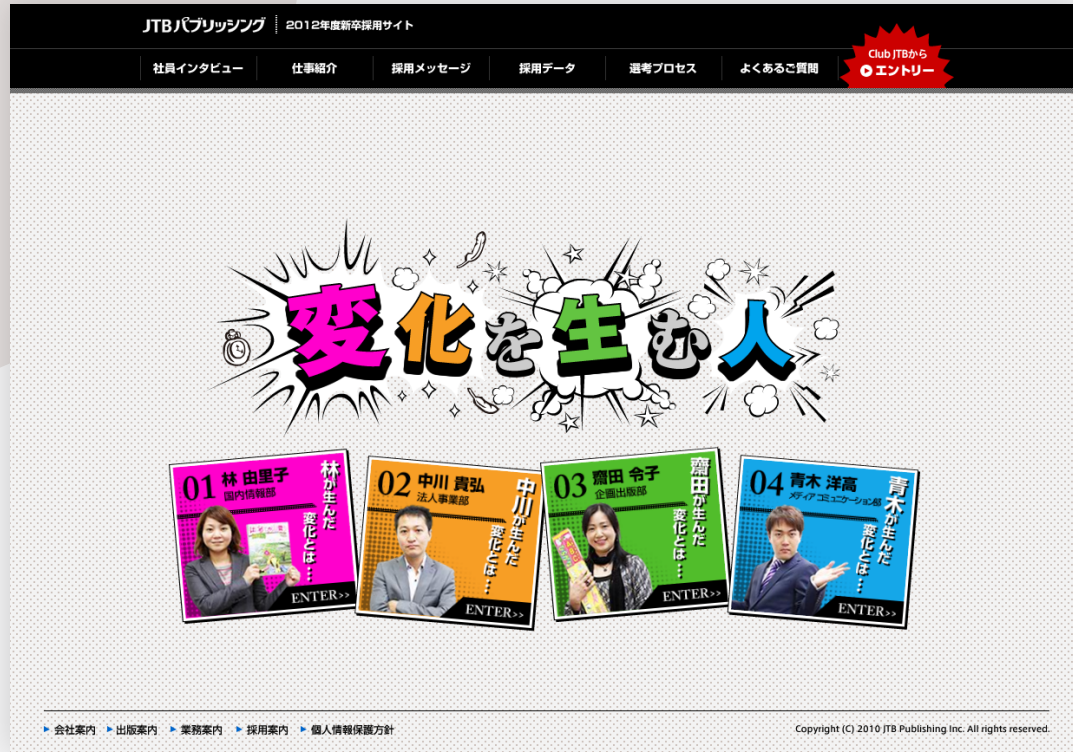 JTBパブリッシング 2012年度新卒採用サイト
社員インタビュー 仕事紹介 採用メッセージ 採用データ 選考プロセス よくあるご質問
Club JTBから
エントリー
変化を生む人
01 林 由里子
国内情報部
林が生んだ
変化とは…
ENTER>>
02 中川 貴弘
法人事業部
中川が生んだ
変化とは…
ENTER>>
03 齋田 令子
企画出版部
齋田が生んだ
変化とは…
ENTER>>
04 青木 洋高
メディアコミュニケーション部
青木が生んだ
変化とは…
ENTER>>
会社案内 出版案内 業務案内 採用案内 個人情報保護方針
Copyright (C) 2010 JTB Publishing Inc. All rights reserved.